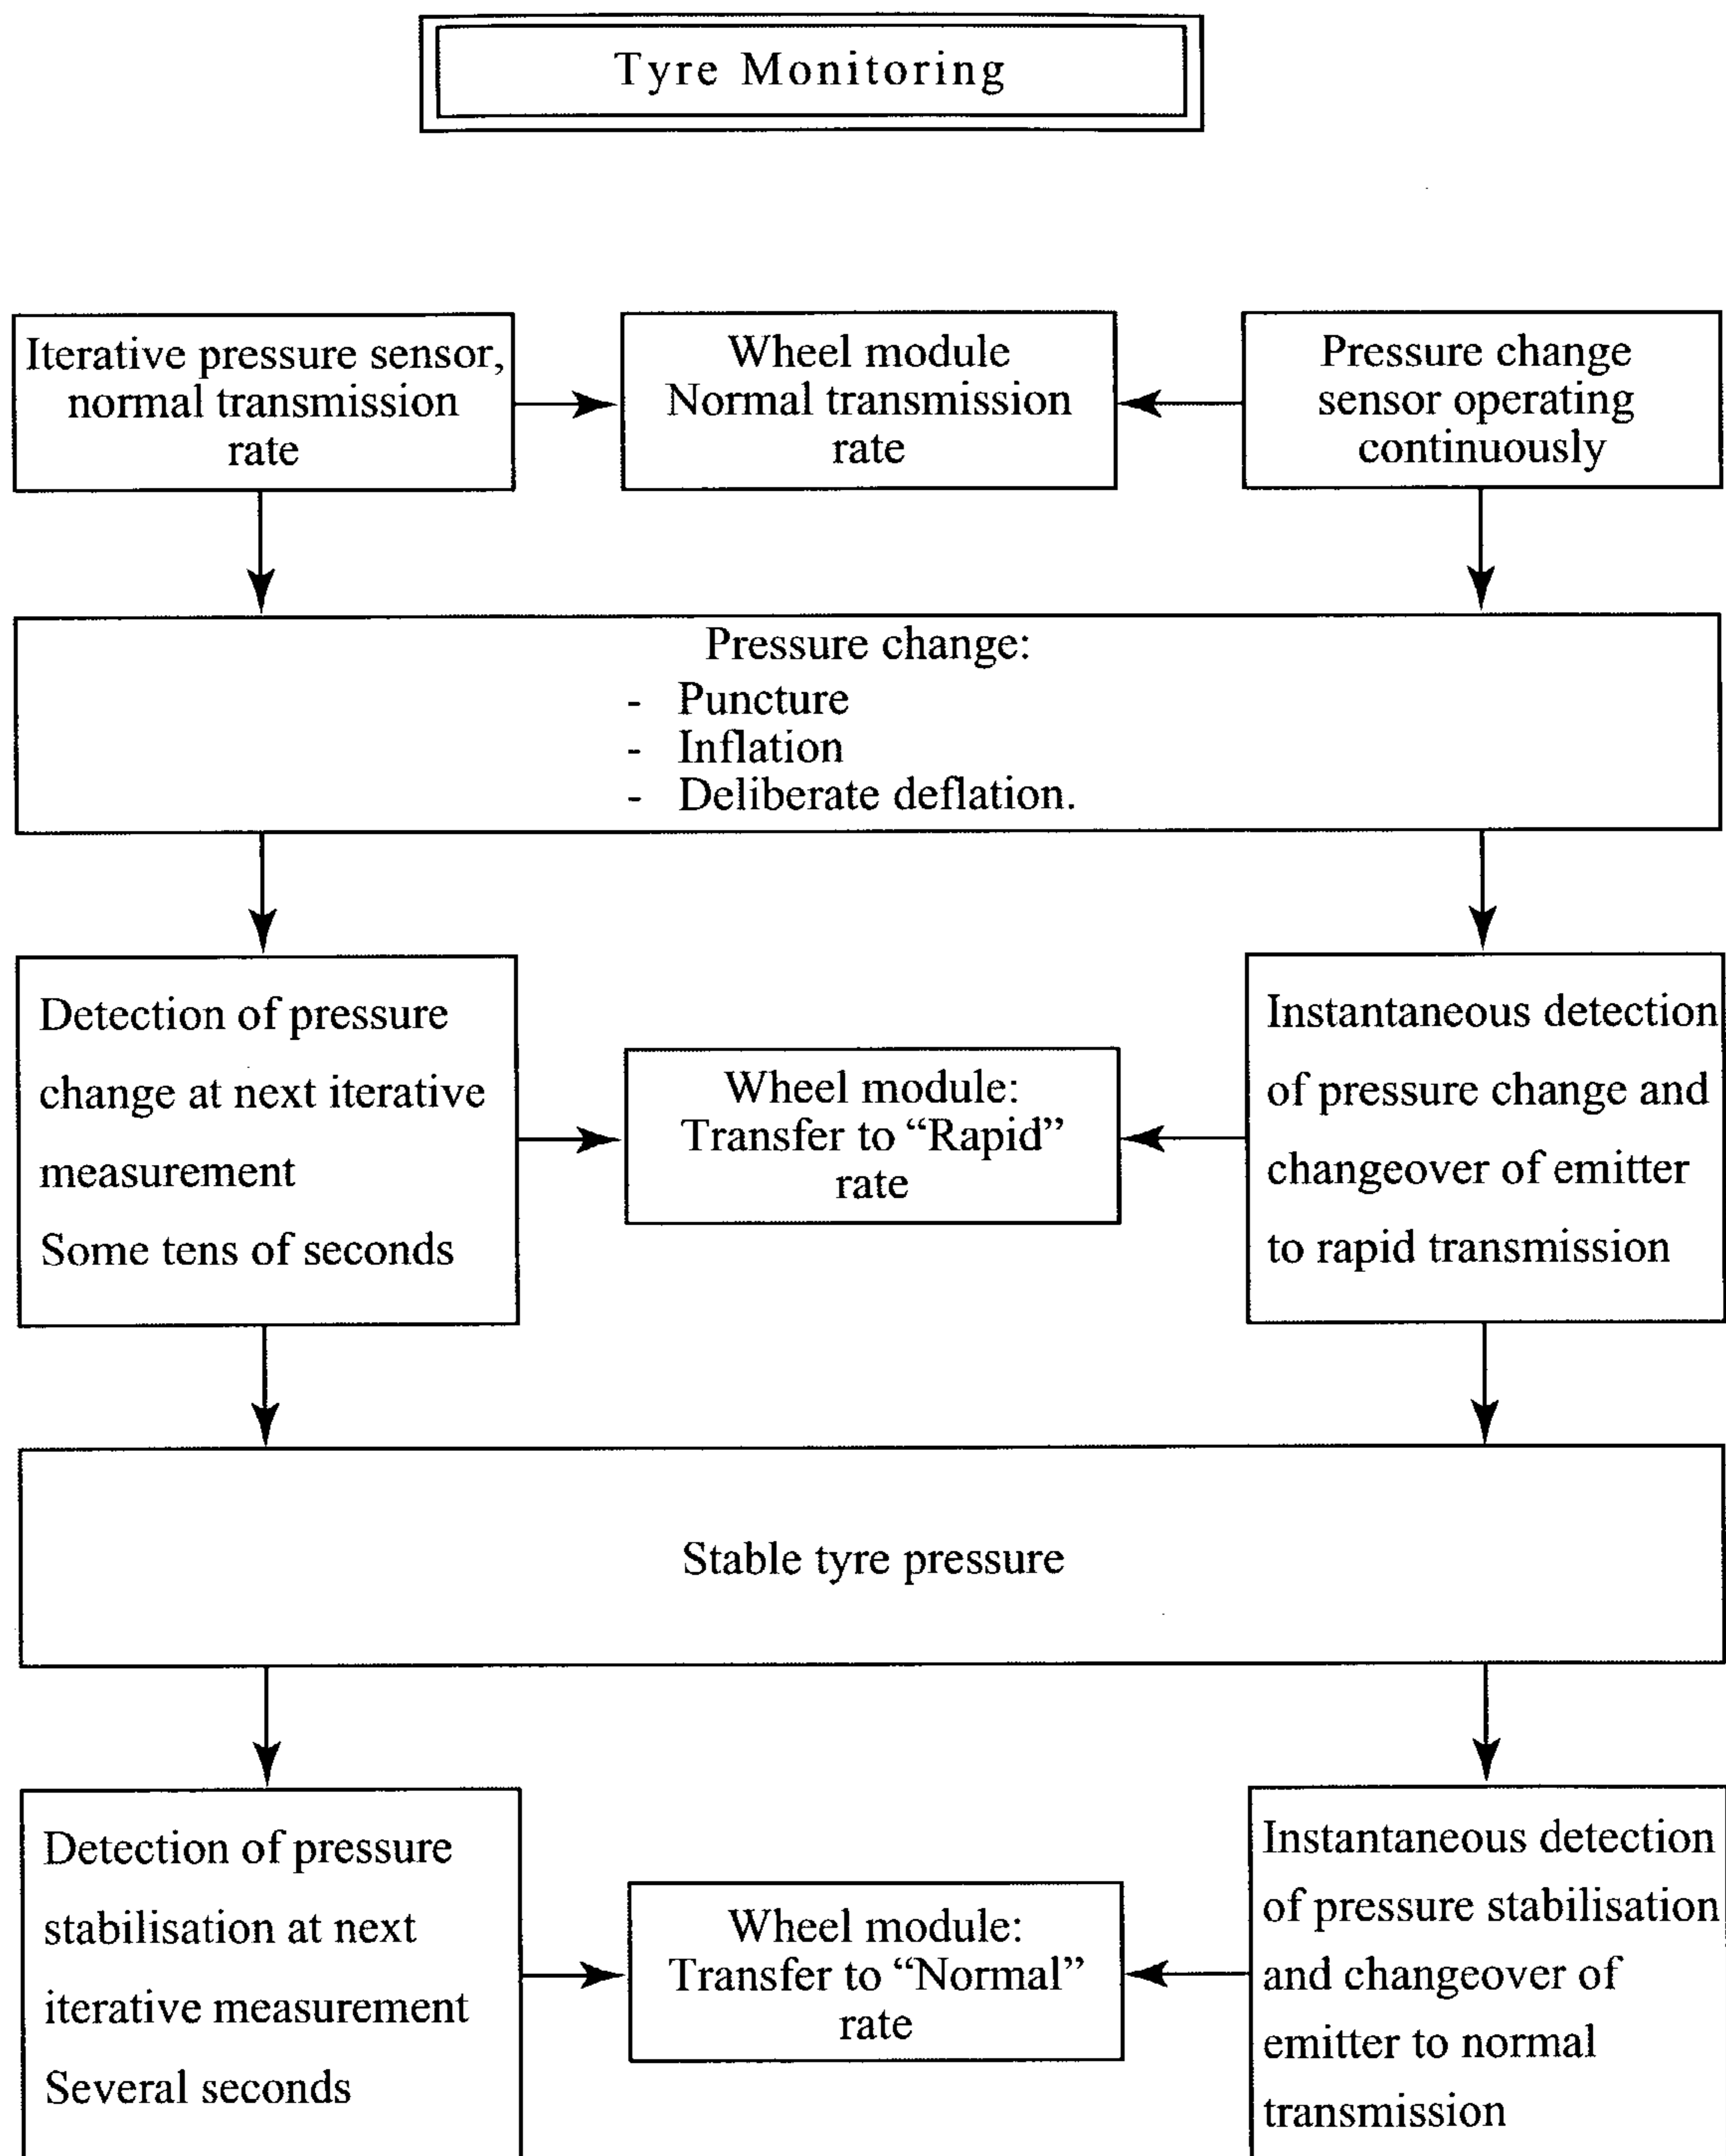 Tyre Monitoring
Iterative pressure sensor,
normal transmission
rate
Wheel module
Normal transmission
rate
Pressure change
sensor operating
continuously
Pressure change:
- Puncture
- Inflation
- Deliberate deflation.
Detection of pressure
change at next iterative
measurement
Some tens of seconds
Wheel module:
Transfer to “Rapid”
rate
Instantaneous detection
of pressure change and
changeover of emitter
to rapid transmission
Stable tyre pressure
Detection of pressure
stabilisation at next
iterative measurement
Several seconds
Wheel module:
Transfer to “Normal”
rate
Instantaneous detection
of pressure stabilisation
and changeover of
emitter to normal
transmission